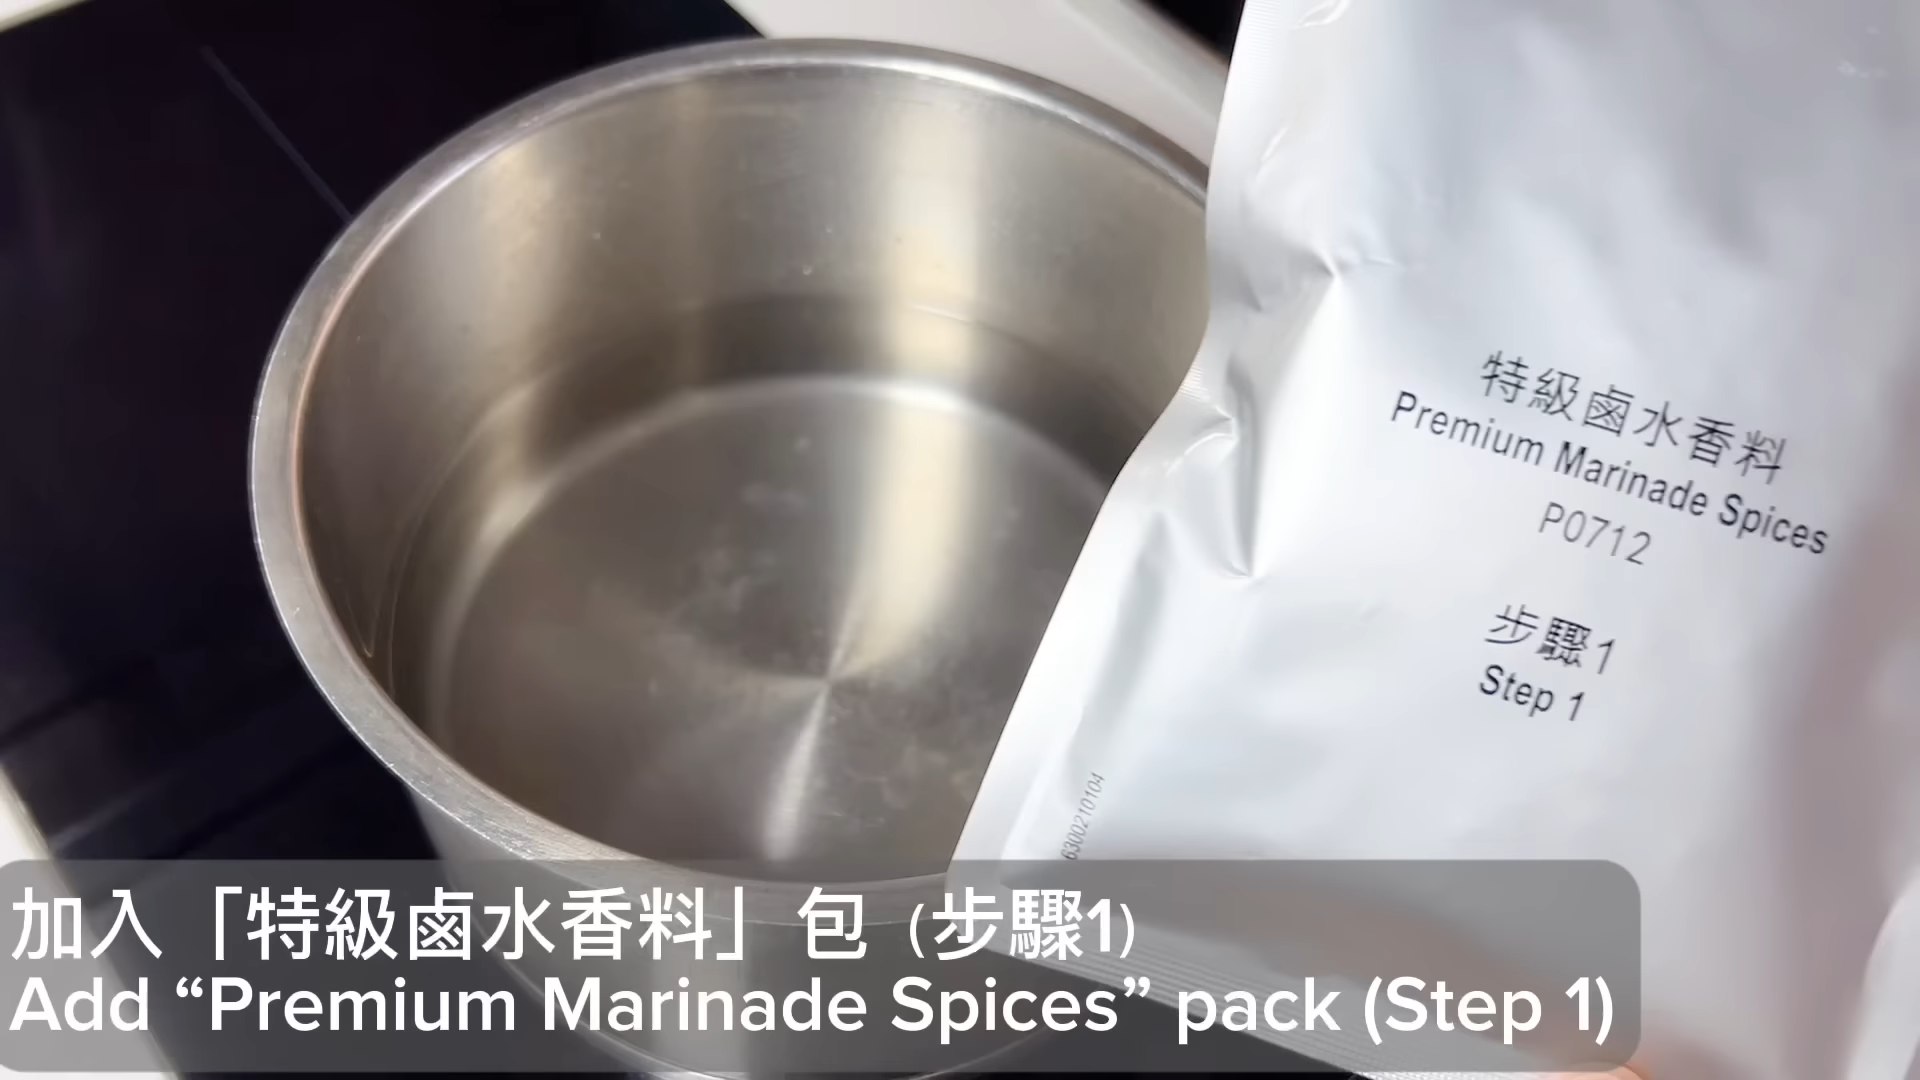 特級鹵水香料
Premium Marinade Spices
P0712
步驟1
Step 1
6300210104
加入「特級鹵水香料」包（步驟1）
Add “Premium Marinade Spices” pack (Step 1)